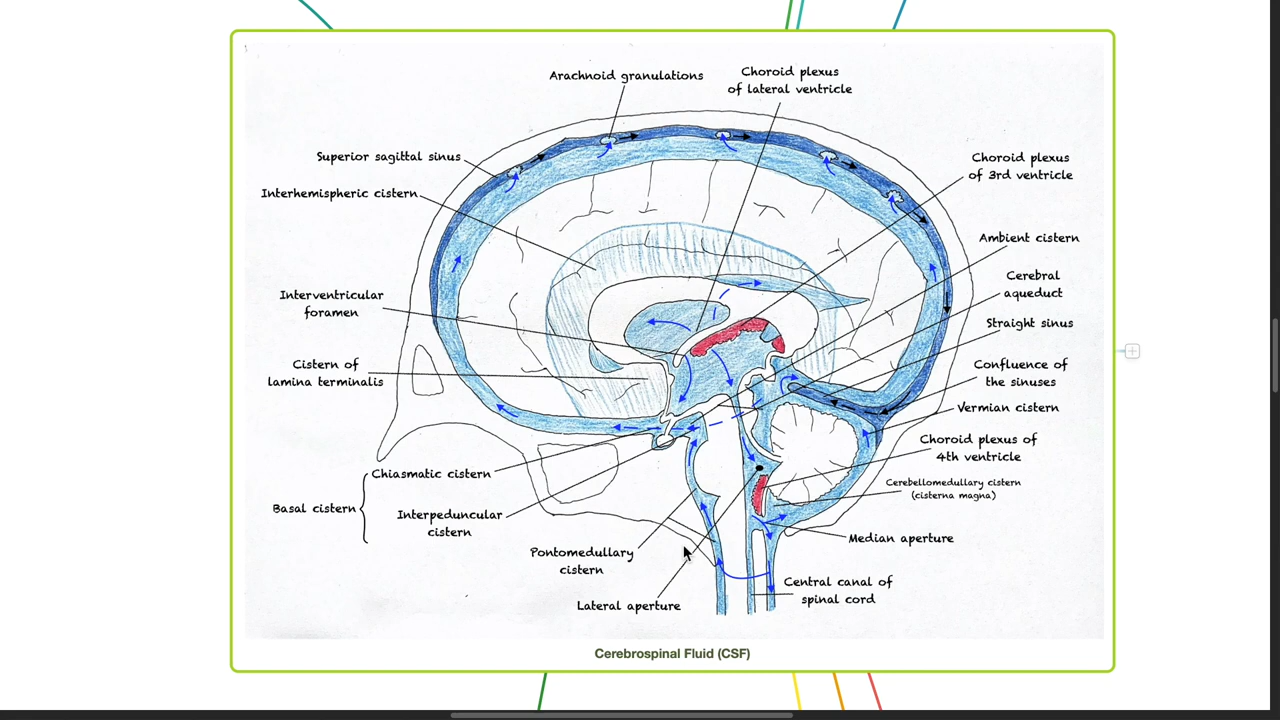 Arachnoid granulations
Choroid plexus
of lateral ventricle
Superior sagittal sinus
Choroid plexus
of 3rd ventricle
Interhemispheric cistern
Ambient cistern
Cerebral
aqueduct
Interventricular
foramen
Straight sinus
Cistern of
lamina terminalis
Confluence of
the sinuses
Vermian cistern
Choroid plexus of
4th ventricle
Chiasmatic cistern
Cerebellomedullary cistern
(cisterna magna)
Basal cistern
Interpeduncular
cistern
Median aperture
Pontomedullary
cistern
Central canal of
spinal cord
Lateral aperture
Cerebrospinal Fluid (CSF)